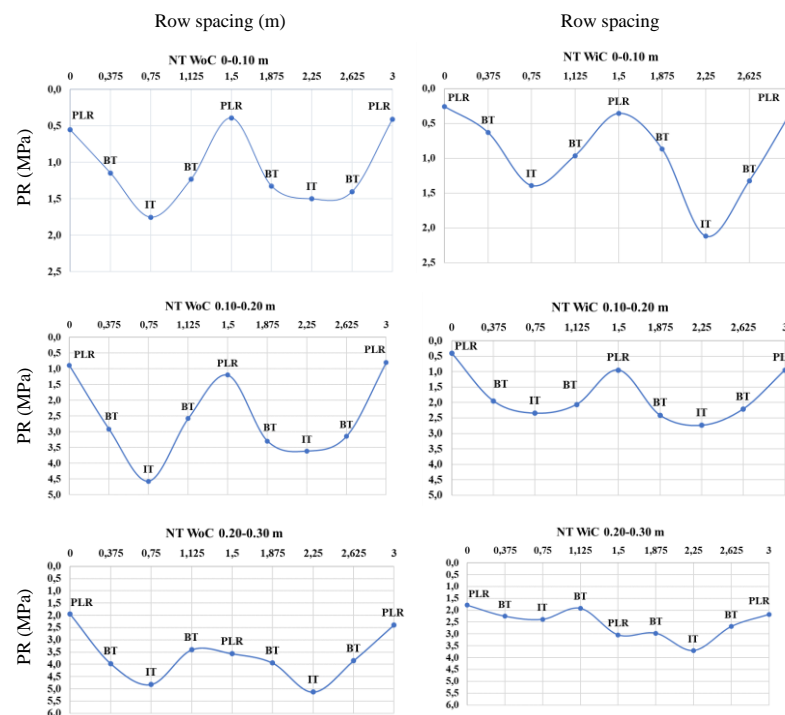 Row spacing (m)
Row spacing
NT WoC 0-0.10 m
0 0,375 0,75 1,125 1,5 1,875 2,25 2,625 3
PR (MPa)
0,0
0,5
1,0
1,5
2,0
2,5
PLR BT IT BT PLR BT IT BT PLR
NT WiC 0-0.10 m
0 0,375 0,75 1,125 1,5 1,875 2,25 2,625
0,0
0,5
1,0
1,5
2,0
2,5
PLR BT IT BT PLR BT IT BT PLR
NT WoC 0.10-0.20 m
0 0,375 0,75 1,125 1,5 1,875 2,25 2,625 3
PR (MPa)
0,0
0,5
1,0
1,5
2,0
2,5
3,0
3,5
4,0
4,5
5,0
PLR BT IT BT PLR BT IT BT PLR
NT WiC 0.10-0.20 m
0 0,375 0,75 1,125 1,5 1,875 2,25 2,625 3
0,0
0,5
1,0
1,5
2,0
2,5
3,0
3,5
4,0
4,5
5,0
PLR BT IT BT PLR BT IT BT PL
NT WoC 0.20-0.30 m
0 0,375 0,75 1,125 1,5 1,875 2,25 2,625 3
PR (MPa)
0,0
0,5
1,0
1,5
2,0
2,5
3,0
3,5
4,0
4,5
5,0
5,5
6,0
PLR BT IT BT PLR BT IT BT PLR
NT WiC 0.20-0.30 m
0 0,375 0,75 1,125 1,5 1,875 2,25 2,625 3
0,0
0,5
1,0
1,5
2,0
2,5
3,0
3,5
4,0
4,5
5,0
5,5
6,0
PLR BT IT BT PLR BT IT BT PLR